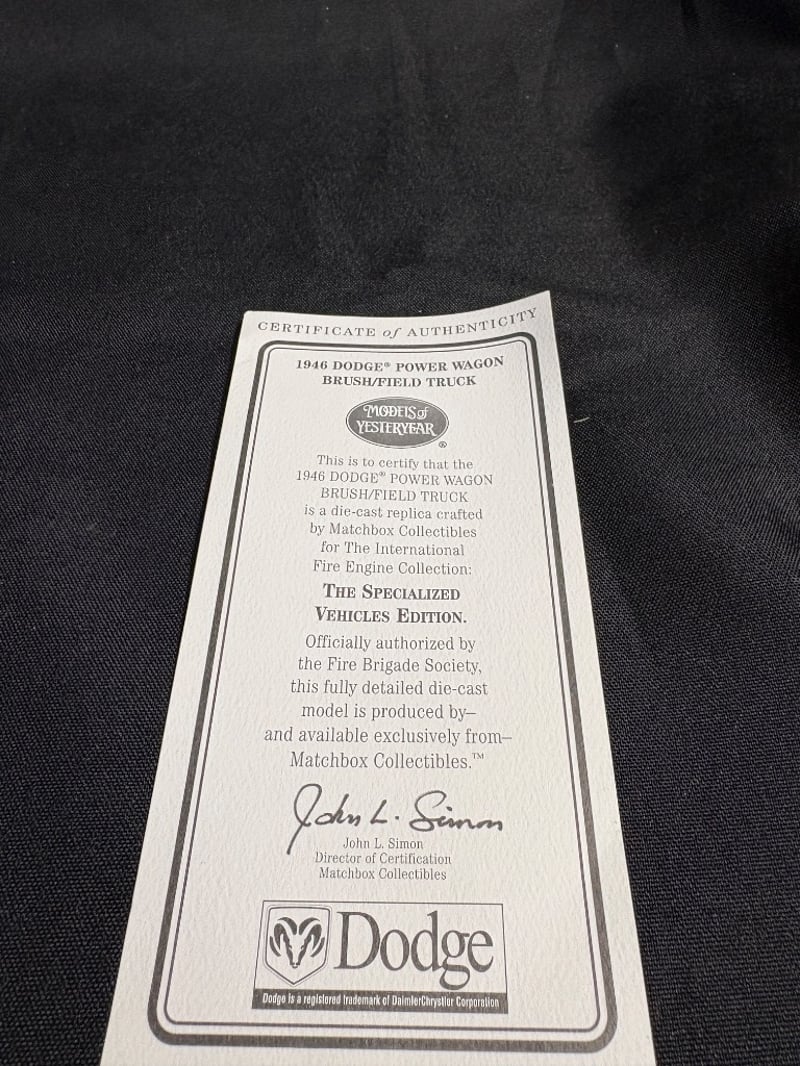 CERTIFICATE of AUTHENTICITY
1946 DODGE® POWER WAGON
BRUSH/FIELD TRUCK
MODELS of
YESTERYEAR
®
This is to certify that the
1946 DODGE® POWER WAGON
BRUSH/FIELD TRUCK
is a die-cast replica crafted
by Matchbox Collectibles
for The International
Fire Engine Collection:
THE SPECIALIZED
VEHICLES EDITION.
Officially authorized by
the Fire Brigade Society,
this fully detailed die-cast
model is produced by–
and available exclusively from–
Matchbox Collectibles.™
John L. Simon
John L. Simon
Director of Certification
Matchbox Collectibles
Dodge
Dodge is a registered trademark of DaimlerChrysler Corporation